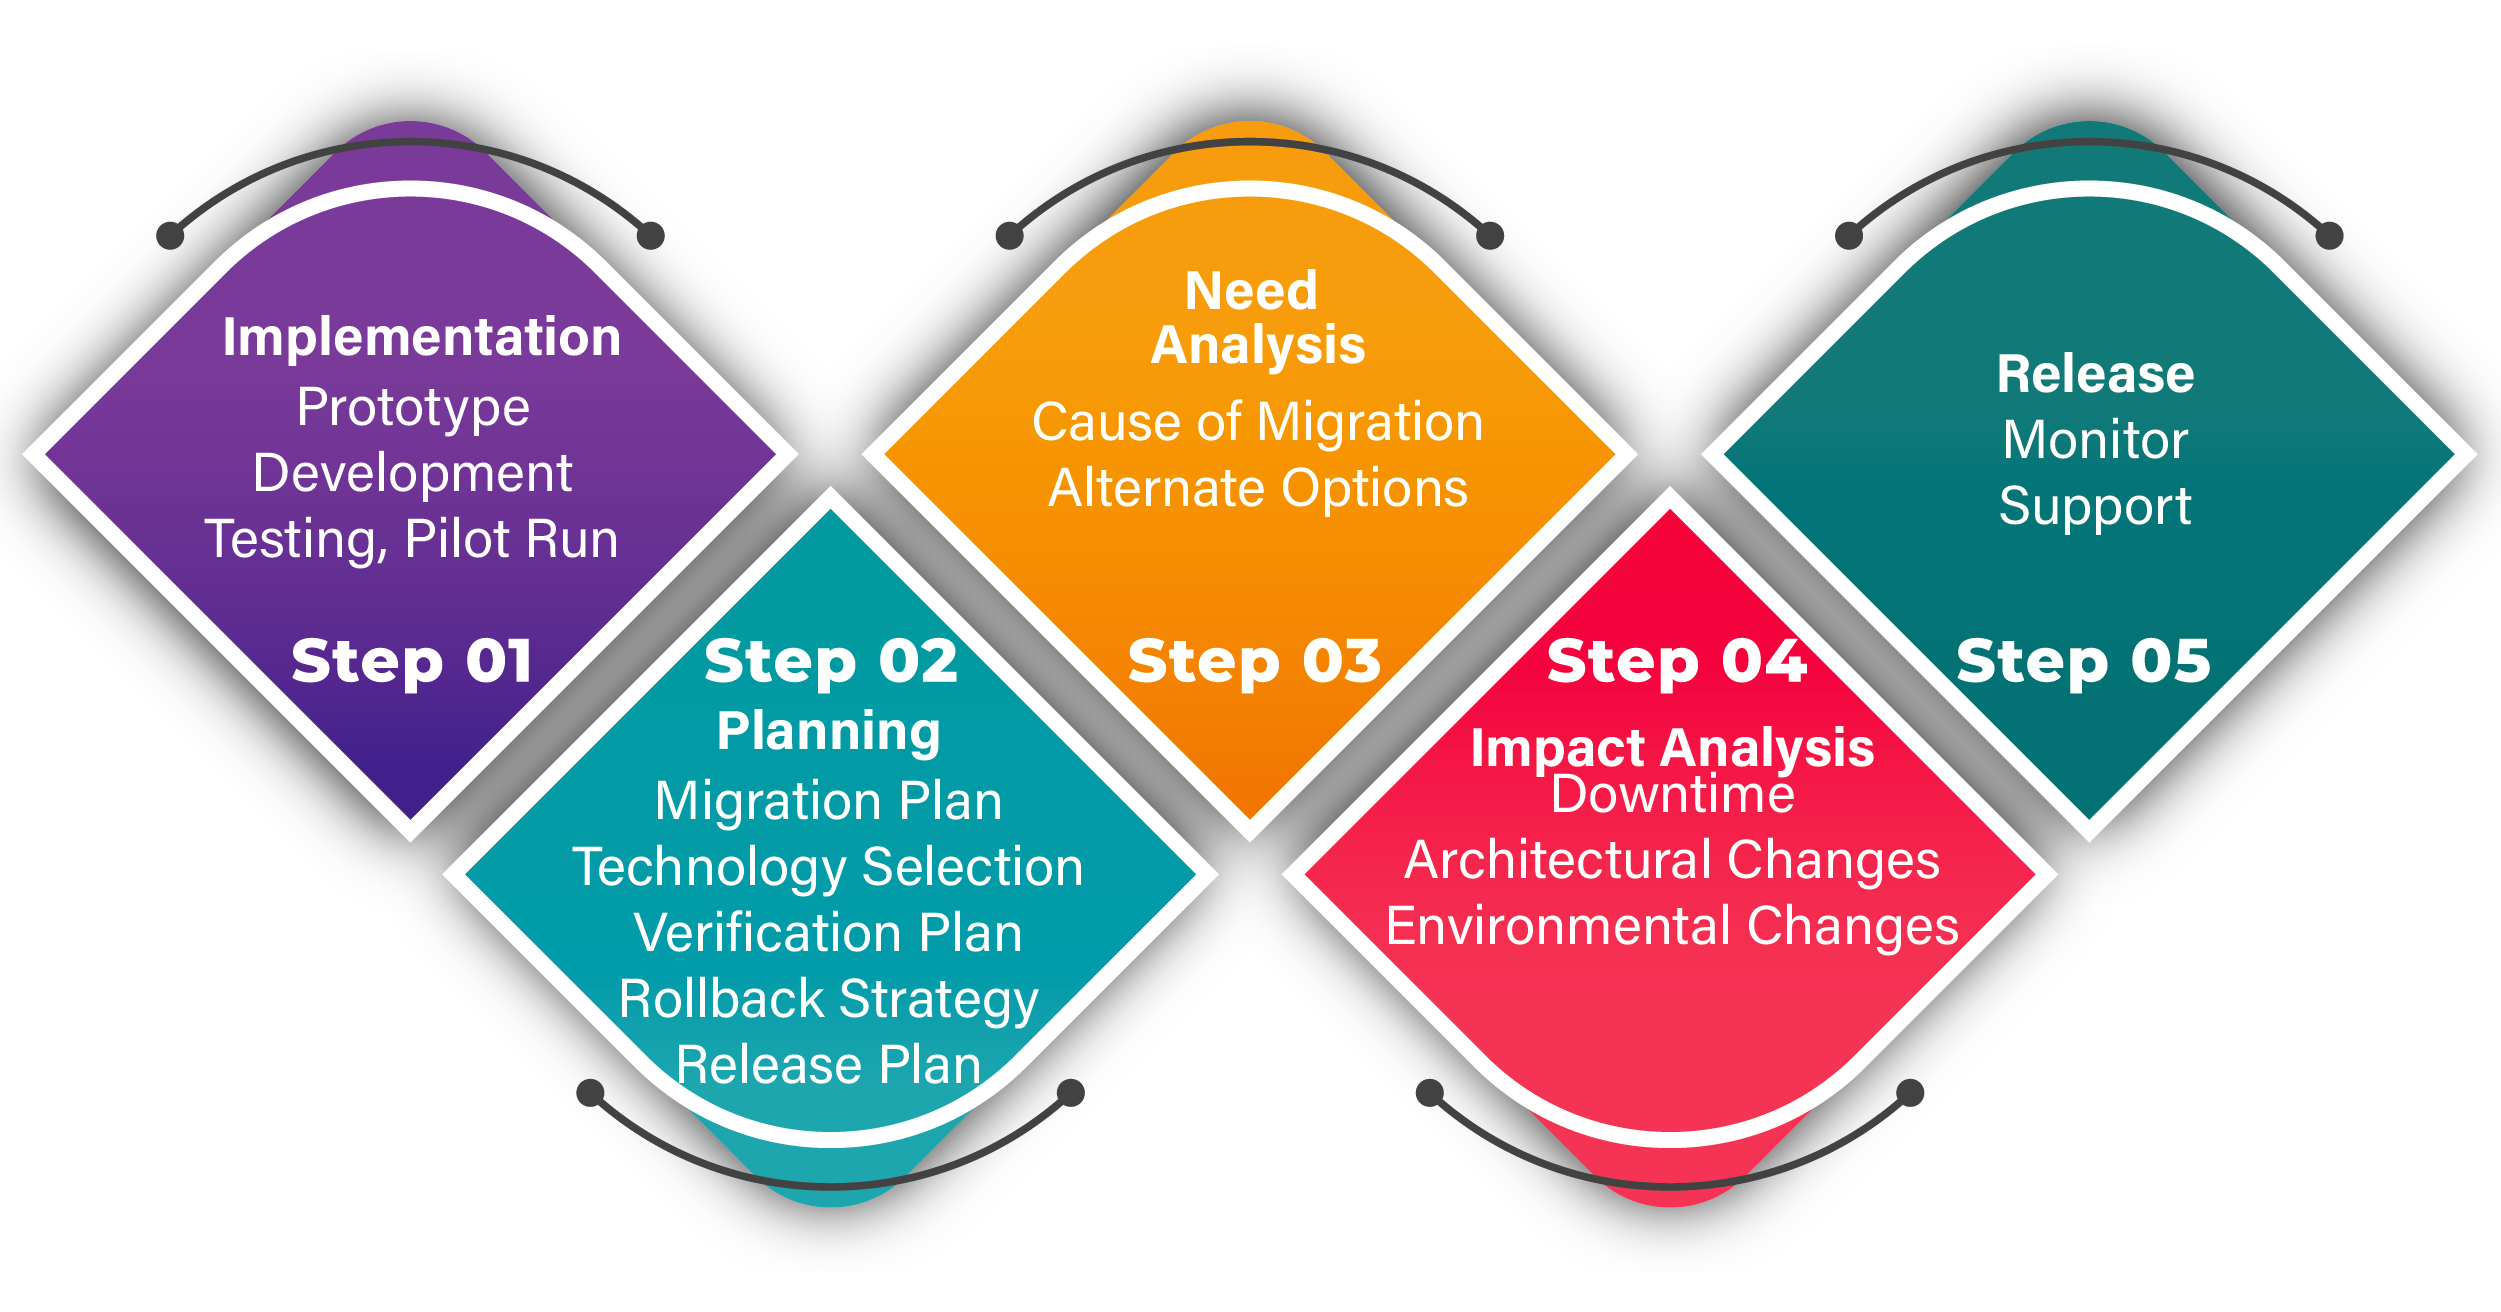 Implementation
Prototype
Development
Testing, Pilot Run
Step 01
Step 02
Planning
Migration Plan
Technology Selection
Verification Plan
Rollback Strategy
Release Plan
Need
Analysis
Cause of Migration
Alternate Options
Step 03
Step 04
Impact Analysis
Downtime
Architectural Changes
Environmental Changes
Release
Monitor
Support
Step 05